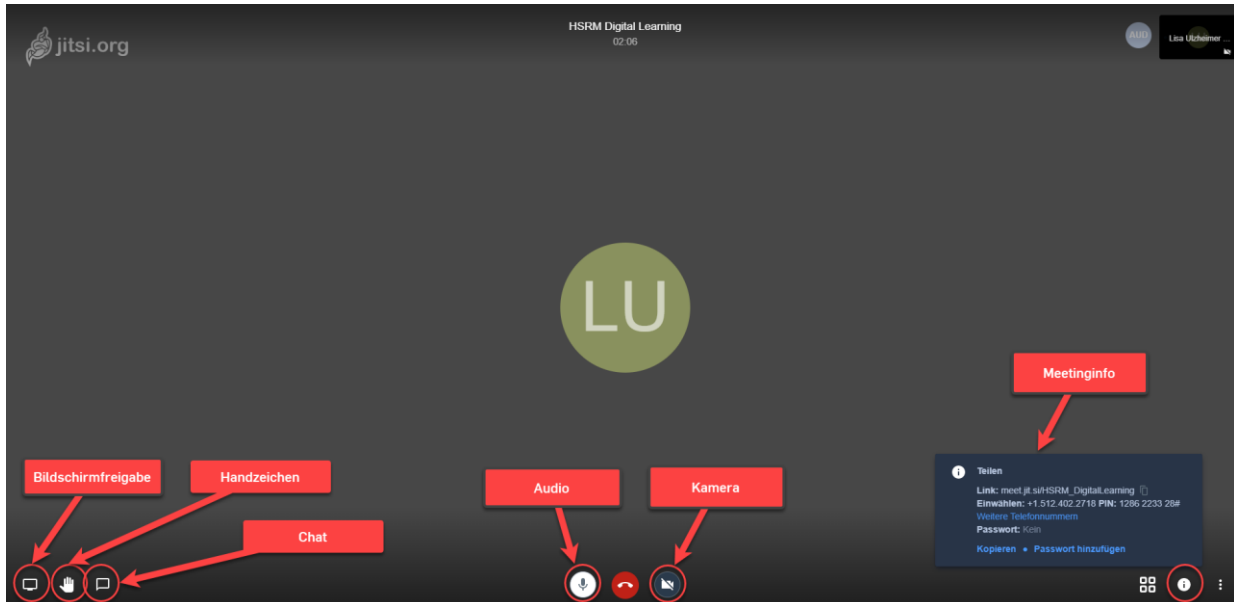 jitsi.org
HSRM Digital Learning
02:06
AUD
Lisa Ulzheimer ...
LU
Meetinginfo
Bildschirmfreigabe
Handzeichen
Audio
Kamera
Chat
Teilen
Link: meet.jit.si/HSRM_DigitalLearning
Einwählen: +1.512.402.2718 PIN: 1286 2233 28#
Weitere Telefonnummern
Passwort: Kein
Kopieren • Passwort hinzufügen